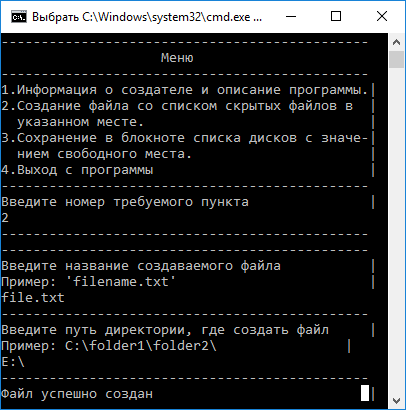 Выбрать C:\Windows\system32\cmd.exe ...
----------------------------------------------
Меню
----------------------------------------------
1.Информация о создателе и описание программы.|
2.Создание файла со списком скрытых файлов в |
указанном месте. |
3.Сохранение в блокноте списка дисков с значе-|
нием свободного места. |
4.Выход с программы |
----------------------------------------------
Введите номер требуемого пункта |
2
----------------------------------------------
----------------------------------------------
Введите название создаваемого файла |
Пример: 'filename.txt' |
file.txt
----------------------------------------------
Введите путь директории, где создать файл |
Пример: C:\folder1\folder2\ |
E:\
----------------------------------------------
Файл успешно создан |